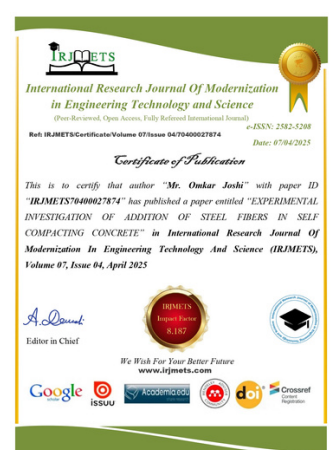 IRJMETS
International Research Journal Of Modernization
in Engineering Technology and Science
(Peer-Reviewed, Open Access, Fully Refereed International Journal)
e-ISSN: 2582-5208
Ref: IRJMETS/Certificate/Volume 07/Issue 04/70400027874
Date: 07/04/2025
Certificate of Publication
This is to certify that author "Mr. Omkar Joshi" with paper ID
"IRJMETS70400027874" has published a paper entitled "EXPERIMENTAL
INVESTIGATION OF ADDITION OF STEEL FIBERS IN SELF
COMPACTING CONCRETE" in International Research Journal Of
Modernization In Engineering Technology And Science (IRJMETS),
Volume 07, Issue 04, April 2025
IRJMETS
Impact Factor
8.187
Editor in Chief
We Wish For Your Better Future
www.irjmets.com
Google
scholar
issuu
Academia.edu
doi
Crossref
Content
Registration